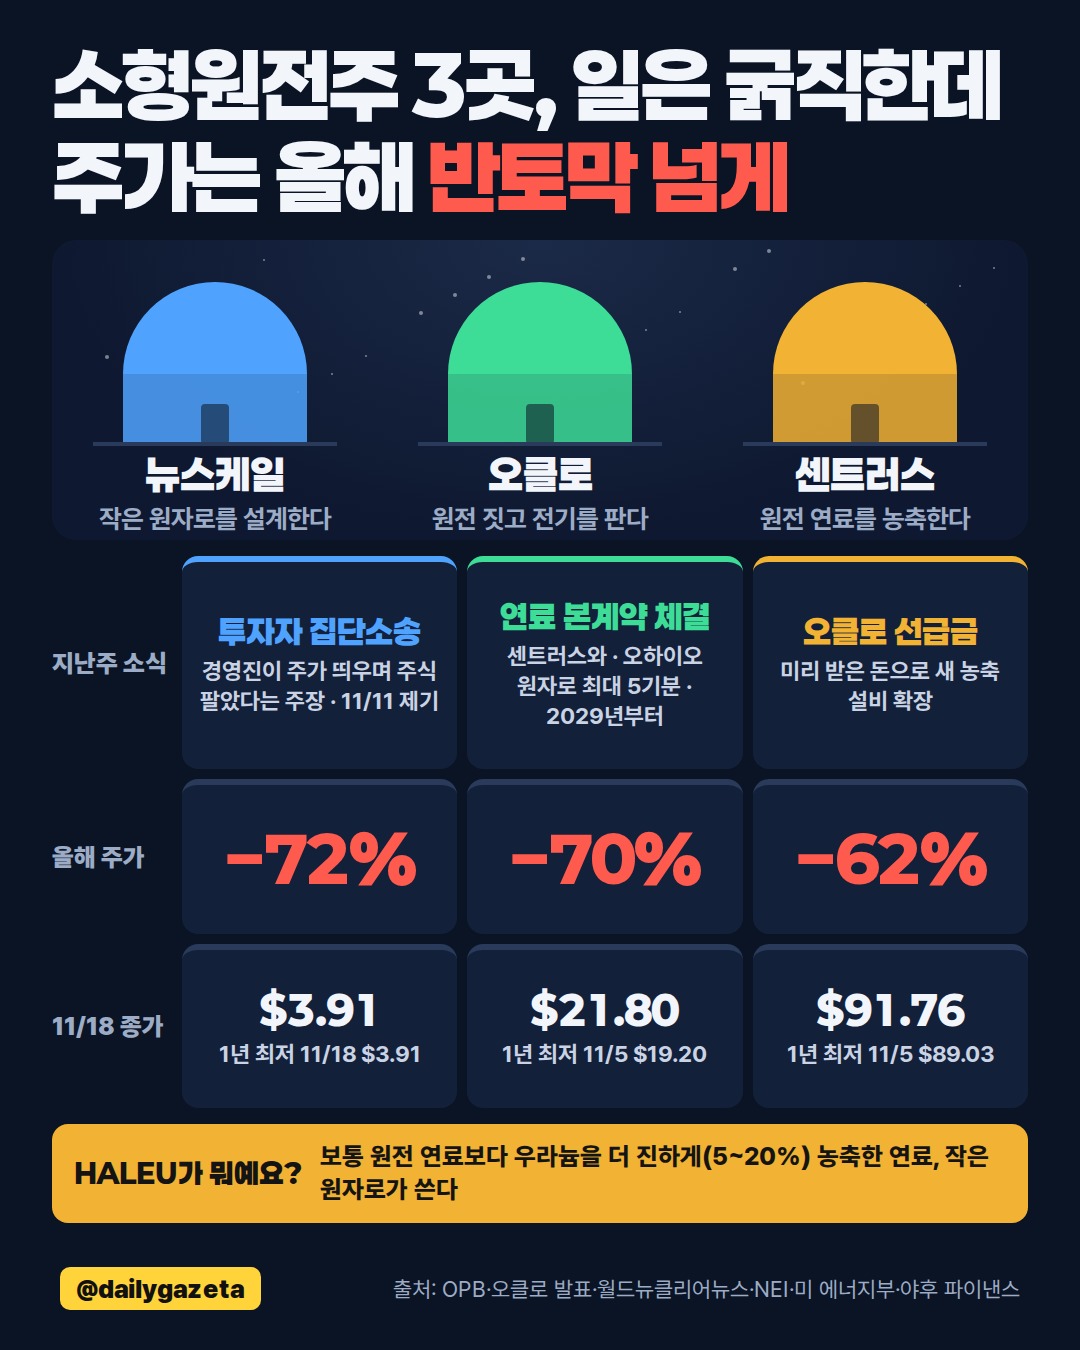 소형원전주 3곳, 일은 굵직한데
주가는 올해 반토막 넘게
뉴스케일
작은 원자로를 설계한다
오클로
원전 짓고 전기를 판다
센트러스
원전 연료를 농축한다
지난주 소식
투자자 집단소송
경영진이 주가 띄우며 주식
팔았다는 주장 · 11/11 제기
연료 본계약 체결
센트러스와 · 오하이오
원자로 최대 5기분 ·
2029년부터
오클로 선급금
미리 받은 돈으로 새 농축
설비 확장
올해 주가
−72%
−70%
−62%
11/18 종가
$3.91
1년 최저 11/18 $3.91
$21.80
1년 최저 11/5 $19.20
$91.76
1년 최저 11/5 $89.03
HALEU가 뭐예요?
보통 원전 연료보다 우라늄을 더 진하게(5~20%) 농축한 연료, 작은
원자로가 쓴다
@dailygazeta
출처: OPB·오클로 발표·월드뉴클리어뉴스·NEI·미 에너지부·야후 파이낸스